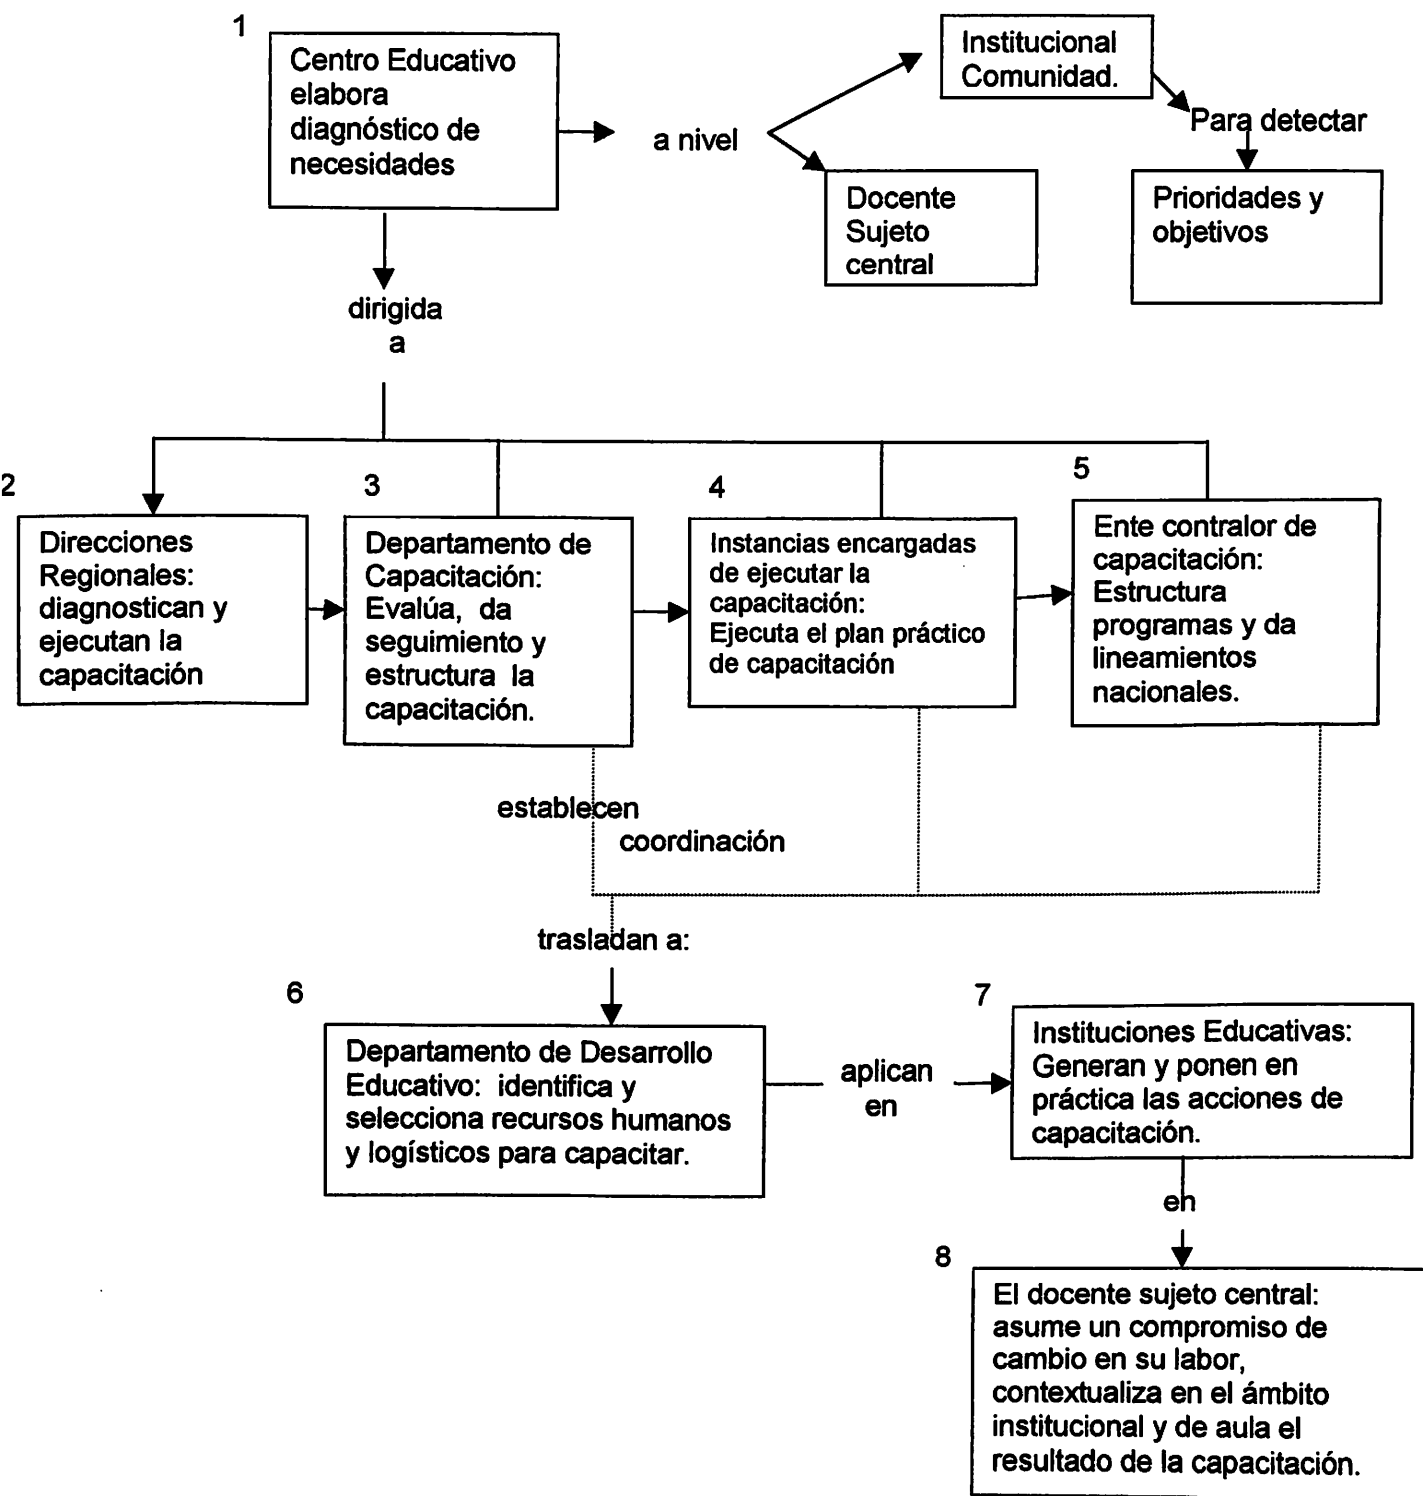 1
Centro Educativo
elabora
diagnóstico de
necesidades
a nivel
Institucional
Comunidad.
Para detectar
Docente
Sujeto
central
Prioridades y
objetivos
dirigida
a
2
Direcciones
Regionales:
diagnostican y
ejecutan la
capacitación
3
Departamento de
Capacitación:
Evalúa, da
seguimiento y
estructura la
capacitación.
4
Instancias encargadas
de ejecutar la
capacitación:
Ejecuta el plan práctico
de capacitación
5
Ente contralor de
capacitación:
Estructura
programas y da
lineamientos
nacionales.
establecen
coordinación
trasladan a:
6
Departamento de Desarrollo
Educativo: identifica y
selecciona recursos humanos
y logísticos para capacitar.
aplican
en
7
Instituciones Educativas:
Generan y ponen en
práctica las acciones de
capacitación.
en
8
El docente sujeto central:
asume un compromiso de
cambio en su labor,
contextualiza en el ámbito
institucional y de aula el
resultado de la capacitación.